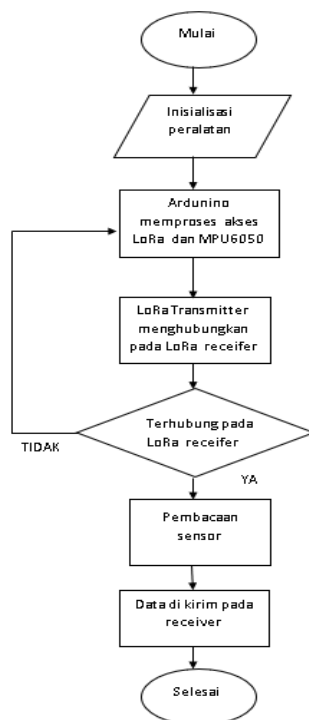 Mulai
Inisialisasi
peralatan
Ardunino
memproses akses
LoRa dan MPU6050
LoRa Transmitter
menghubungkan
pada LoRa receifer
Terhubung pada
LoRa receifer
TIDAK
YA
Pembacaan
sensor
Data di kirim pada
receiver
Selesai